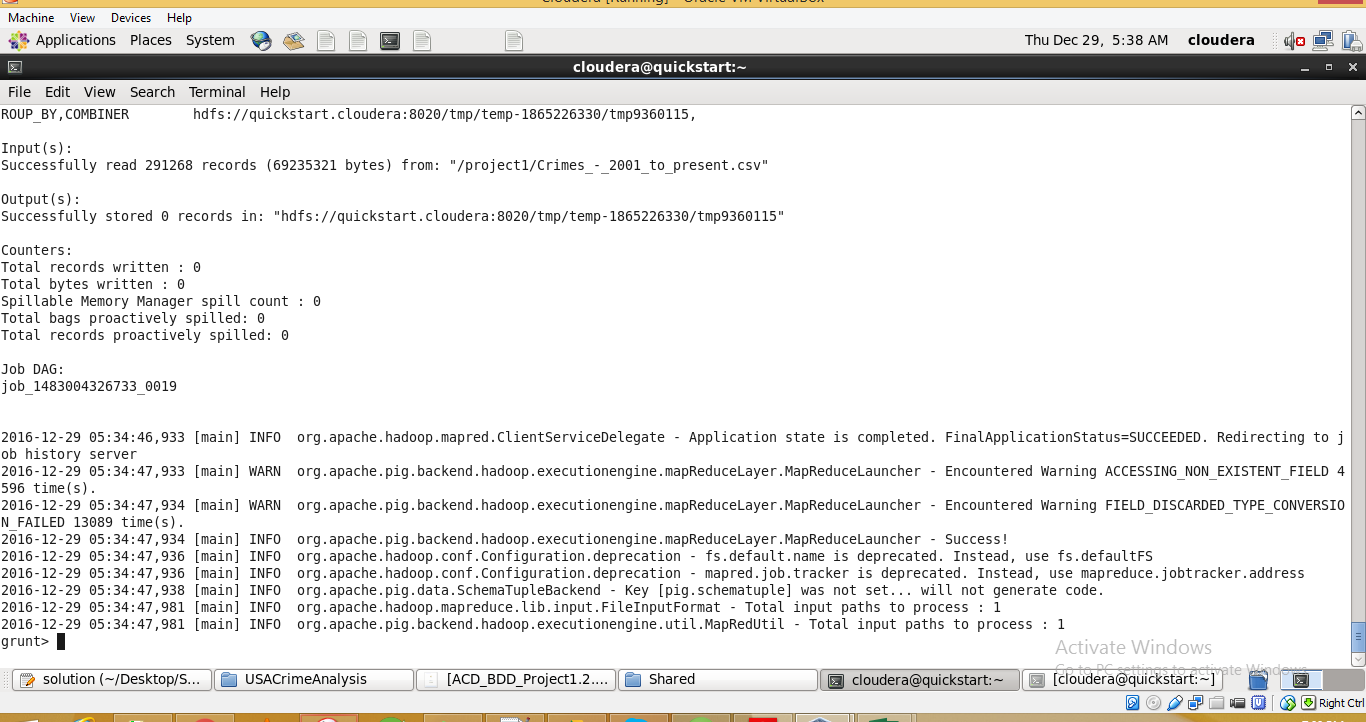 Cloudera [Running] - Oracle VM VirtualBox
Machine View Devices Help
Applications Places System Thu Dec 29, 5:38 AM cloudera
cloudera@quickstart:~
File Edit View Search Terminal Help
ROUP_BY,COMBINER hdfs://quickstart.cloudera:8020/tmp/temp-1865226330/tmp9360115,
Input(s):
Successfully read 291268 records (69235321 bytes) from: "/project1/Crimes_-_2001_to_present.csv"
Output(s):
Successfully stored 0 records in: "hdfs://quickstart.cloudera:8020/tmp/temp-1865226330/tmp9360115"
Counters:
Total records written : 0
Total bytes written : 0
Spillable Memory Manager spill count : 0
Total bags proactively spilled: 0
Total records proactively spilled: 0
Job DAG:
job_1483004326733_0019
2016-12-29 05:34:46,933 [main] INFO org.apache.hadoop.mapred.ClientServiceDelegate - Application state is completed. FinalApplicationStatus=SUCCEEDED. Redirecting to j
ob history server
2016-12-29 05:34:47,933 [main] WARN org.apache.pig.backend.hadoop.executionengine.mapReduceLayer.MapReduceLauncher - Encountered Warning ACCESSING_NON_EXISTENT_FIELD 4
596 time(s).
2016-12-29 05:34:47,934 [main] WARN org.apache.pig.backend.hadoop.executionengine.mapReduceLayer.MapReduceLauncher - Encountered Warning FIELD_DISCARDED_TYPE_CONVERSIO
N_FAILED 13089 time(s).
2016-12-29 05:34:47,934 [main] INFO org.apache.pig.backend.hadoop.executionengine.mapReduceLayer.MapReduceLauncher - Success!
2016-12-29 05:34:47,936 [main] INFO org.apache.hadoop.conf.Configuration.deprecation - fs.default.name is deprecated. Instead, use fs.defaultFS
2016-12-29 05:34:47,936 [main] INFO org.apache.hadoop.conf.Configuration.deprecation - mapred.job.tracker is deprecated. Instead, use mapreduce.jobtracker.address
2016-12-29 05:34:47,938 [main] INFO org.apache.pig.data.SchemaTupleBackend - Key [pig.schematuple] was not set... will not generate code.
2016-12-29 05:34:47,981 [main] INFO org.apache.hadoop.mapreduce.lib.input.FileInputFormat - Total input paths to process : 1
2016-12-29 05:34:47,981 [main] INFO org.apache.pig.backend.hadoop.executionengine.util.MapRedUtil - Total input paths to process : 1
grunt>
Activate Windows
Go to PC settings to activate Windows.
solution (~/Desktop/S... USACrimeAnalysis [ACD_BDD_Project1.2.... Shared cloudera@quickstart:~ [cloudera@quickstart:~]
Right Ctrl